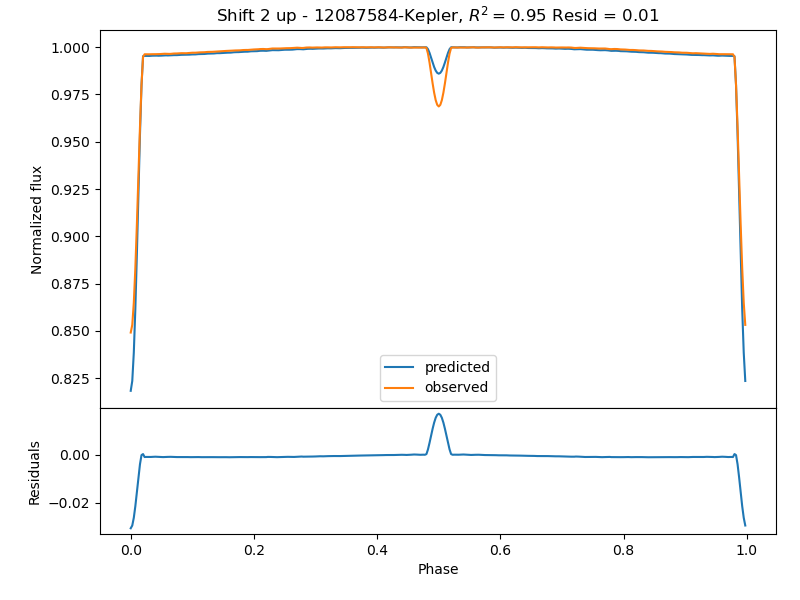 Shift 2 up - 12087584-Kepler, R² = 0.95 Resid = 0.01
1.000
0.975
0.950
0.925
0.900
0.875
0.850
0.825
Normalized flux
predicted
observed
0.00
−0.02
Residuals
0.0 0.2 0.4 0.6 0.8 1.0
Phase